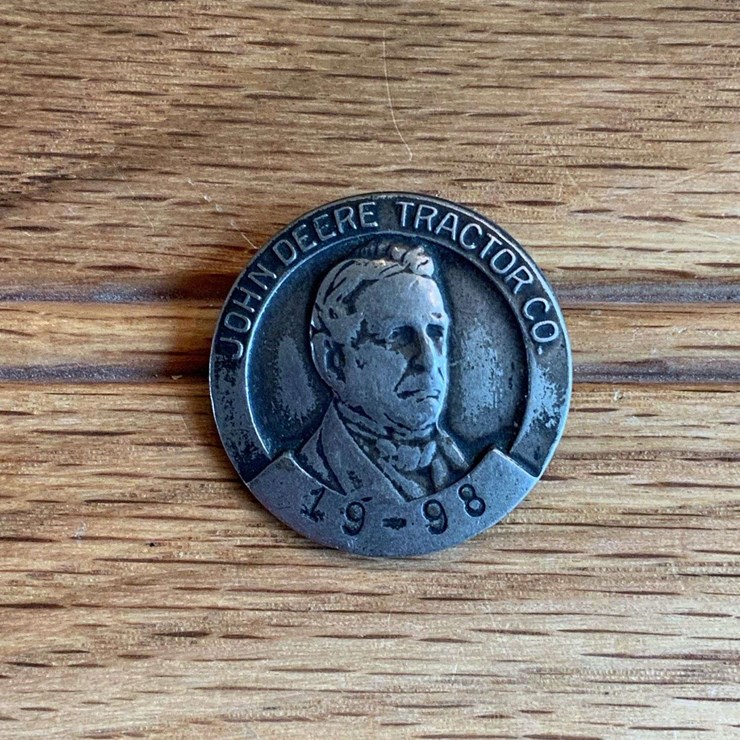 JOHN DEERE TRACTOR CO.
19-98